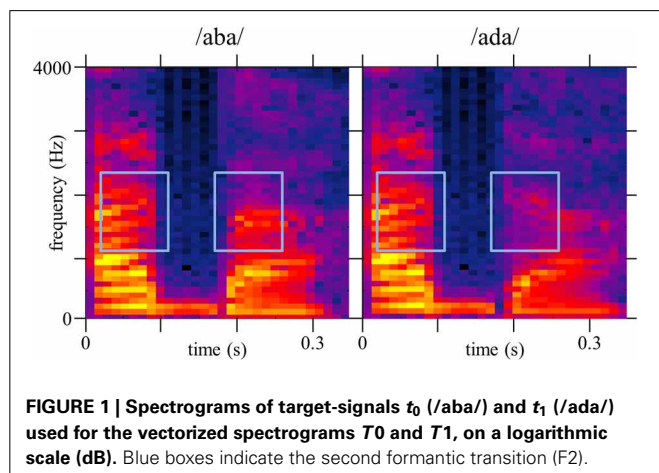 /aba/ /ada/
4000
frequency (Hz)
0
0 time (s) 0.3 0 time (s) 0.3
FIGURE 1 | Spectrograms of target-signals t₀ (/aba/) and t₁ (/ada/)
used for the vectorized spectrograms T0 and T1, on a logarithmic
scale (dB). Blue boxes indicate the second formantic transition (F2).